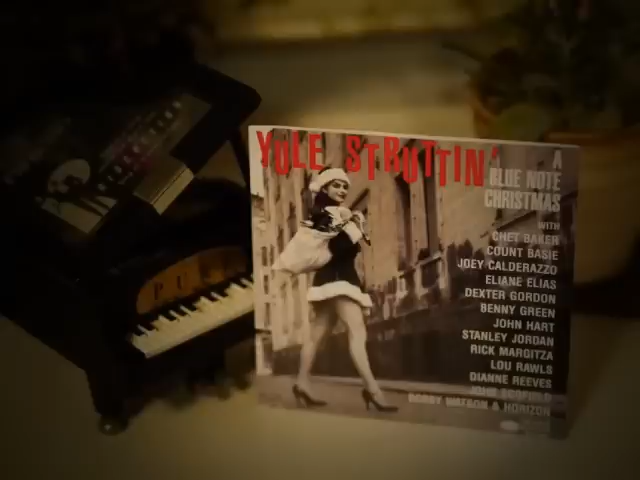 YULE STRUTTIN'
A
BLUE NOTE
CHRISTMAS
WITH
CHET BAKER
COUNT BASIE
JOEY CALDERAZZO
ELIANE ELIAS
DEXTER GORDON
BENNY GREEN
JOHN HART
STANLEY JORDAN
RICK MARGITZA
LOU RAWLS
DIANNE REEVES
JOHN SCOFIELD
BOBBY WATSON & HORIZON